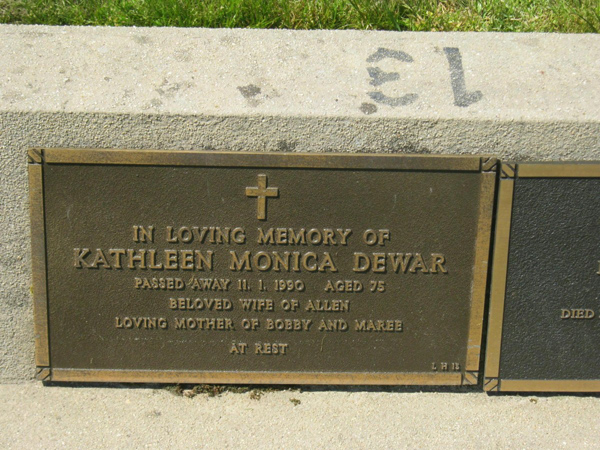 13
IN LOVING MEMORY OF
KATHLEEN MONICA DEWAR
PASSED AWAY 11. 1. 1990 AGED 75
BELOVED WIFE OF ALLEN
LOVING MOTHER OF BOBBY AND MAREE
AT REST
L H 12
DIED